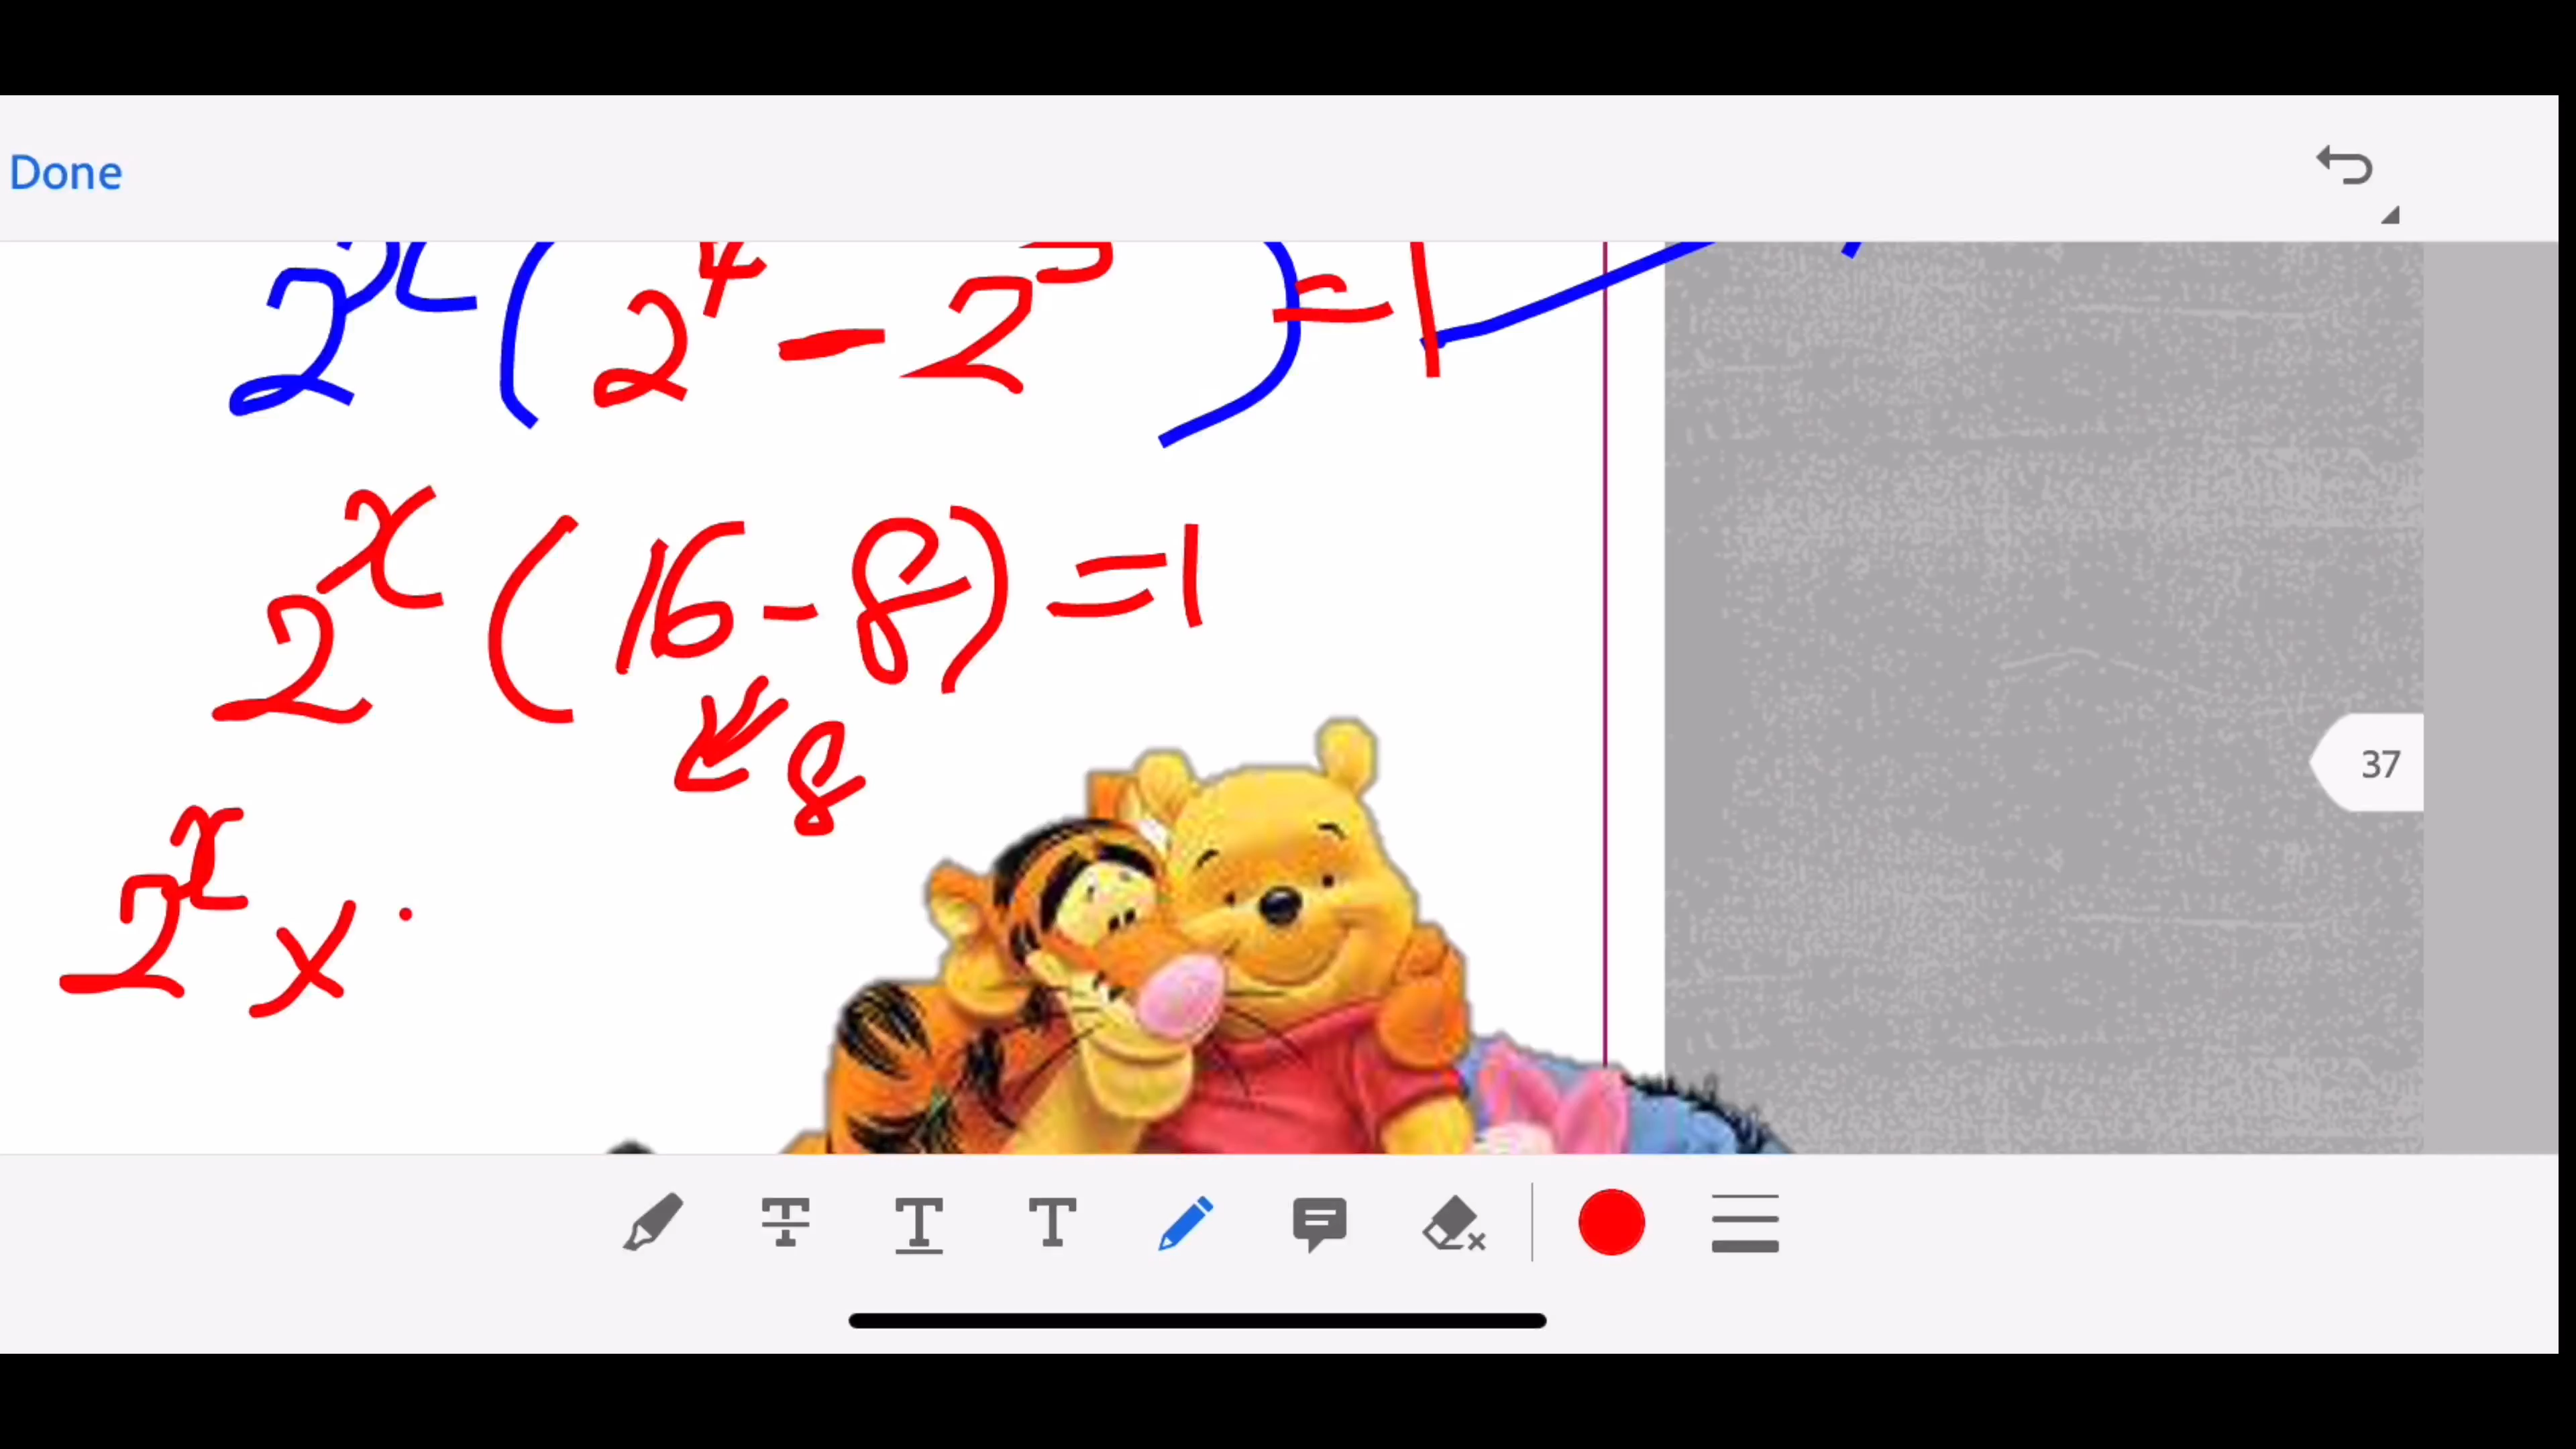 Done
2^x(2^4 - 2^3) = 1
2^x(16 - 8) = 1
8
2^x ×
37